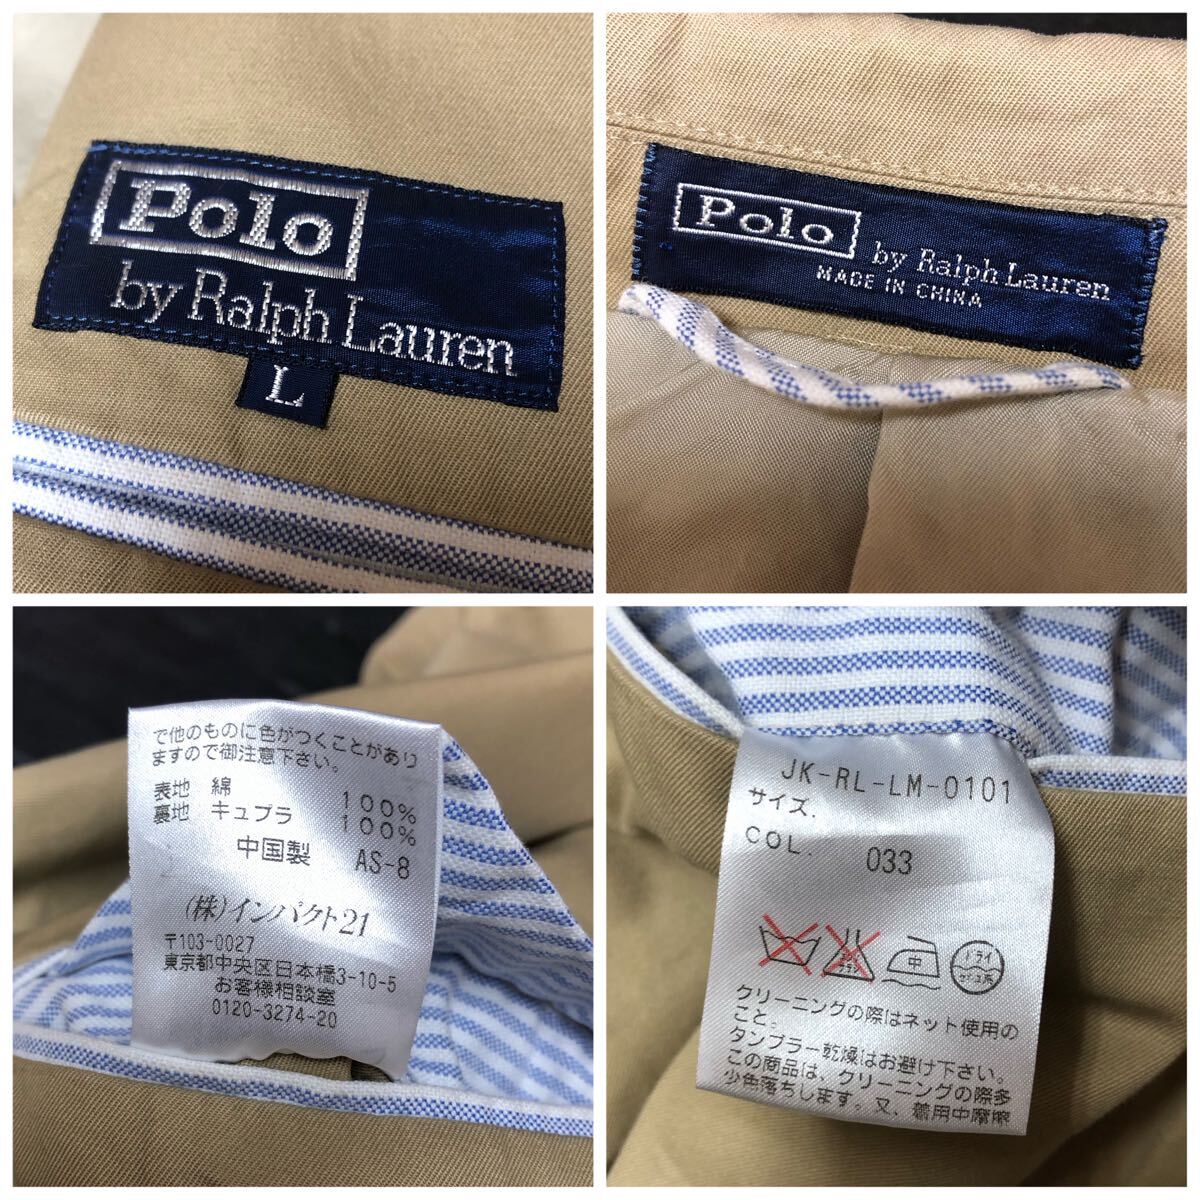 Polo
by Ralph Lauren
L
Polo by Ralph Lauren
MADE IN CHINA
で他のものに色がつくことがあり
ますので御注意下さい。
表地 綿 100%
裏地 キュプラ 100%
中国製 AS-8
(株)インパクト21
〒103-0027
東京都中央区日本橋3-10-5
お客様相談室
0120-3274-20
JK-RL-LM-0101
サイズ.
COL. 033
中
ドライ
クリーニングの際はネット使用の
こと。
タンブラー乾燥はお避け下さい。
この商品は、クリーニングの際多
少色落ちします。又、着用中摩擦